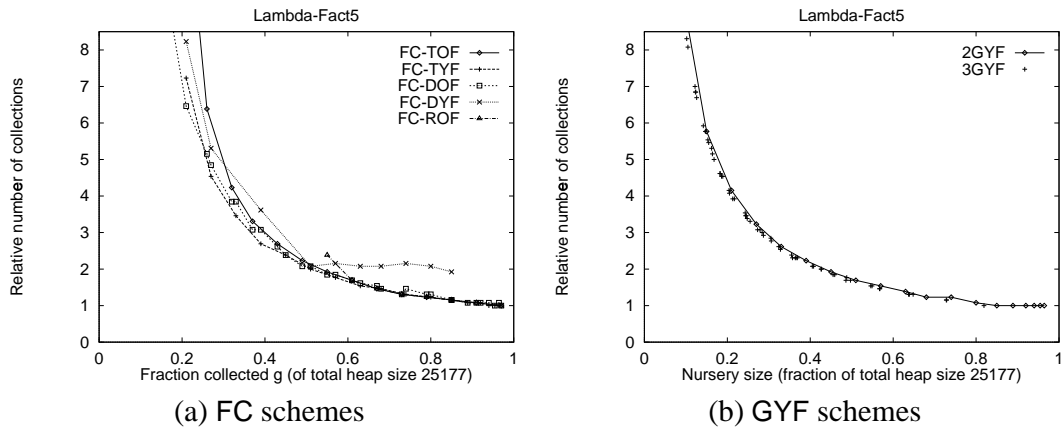 Lambda-Fact5
FC-TOF
FC-TYF
FC-DOF
FC-DYF
FC-ROF
Relative number of collections
8
7
6
5
4
3
2
1
0
0 0.2 0.4 0.6 0.8 1
Fraction collected g (of total heap size 25177)
(a) FC schemes
Lambda-Fact5
2GYF
3GYF
Relative number of collections
8
7
6
5
4
3
2
1
0
0 0.2 0.4 0.6 0.8 1
Nursery size (fraction of total heap size 25177)
(b) GYF schemes